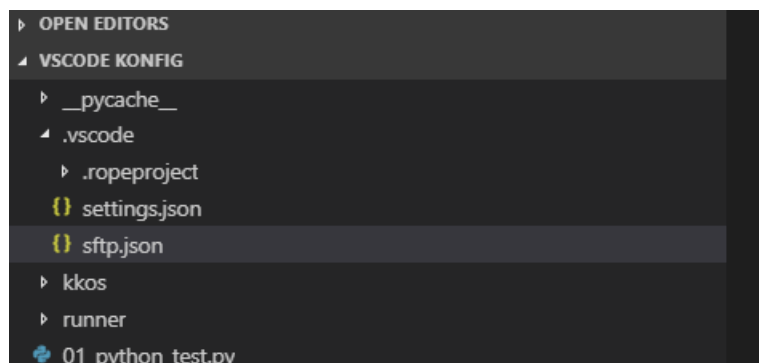 OPEN EDITORS
VSCODE KONFIG
__pycache__
.vscode
.ropeproject
{} settings.json
{} sftp.json
kkos
runner
01_python_test.py